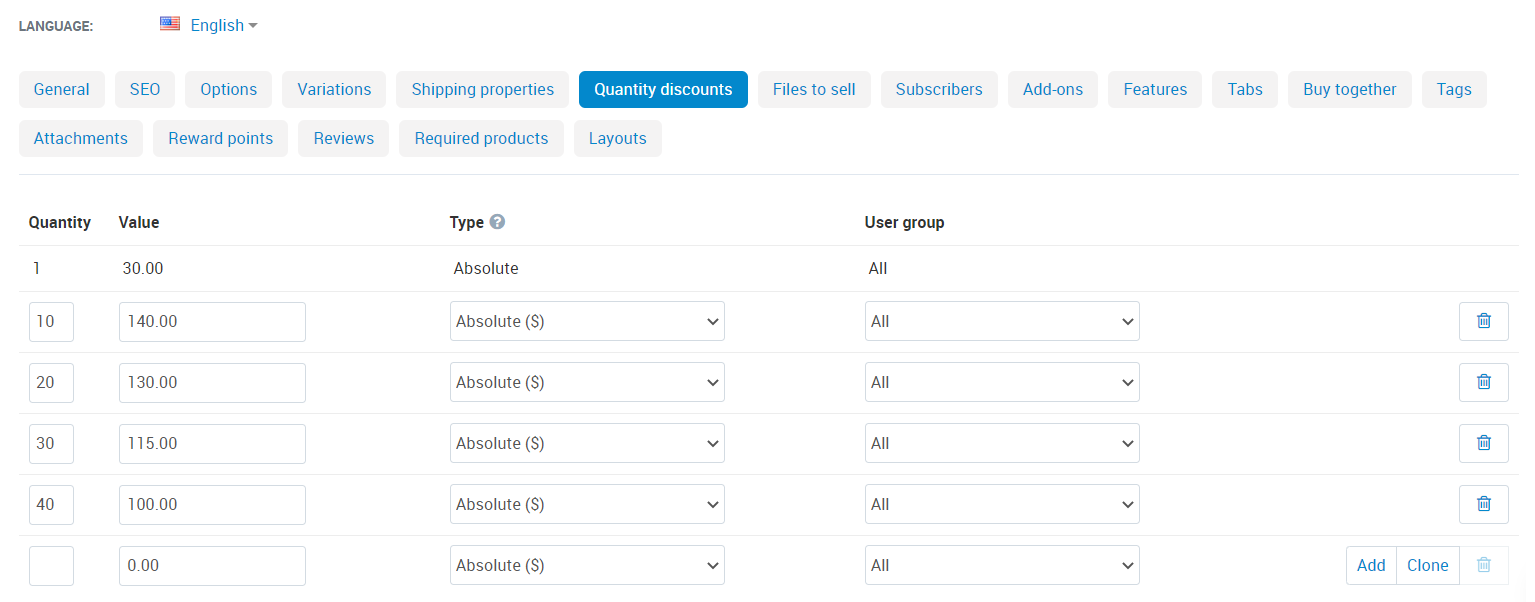 LANGUAGE: English
General SEO Options Variations Shipping properties Quantity discounts Files to sell Subscribers Add-ons Features Tabs Buy together Tags
Attachments Reward points Reviews Required products Layouts
Quantity Value Type ? User group
1 30.00 Absolute All
10 140.00 Absolute ($) All
20 130.00 Absolute ($) All
30 115.00 Absolute ($) All
40 100.00 Absolute ($) All
0.00 Absolute ($) All Add Clone